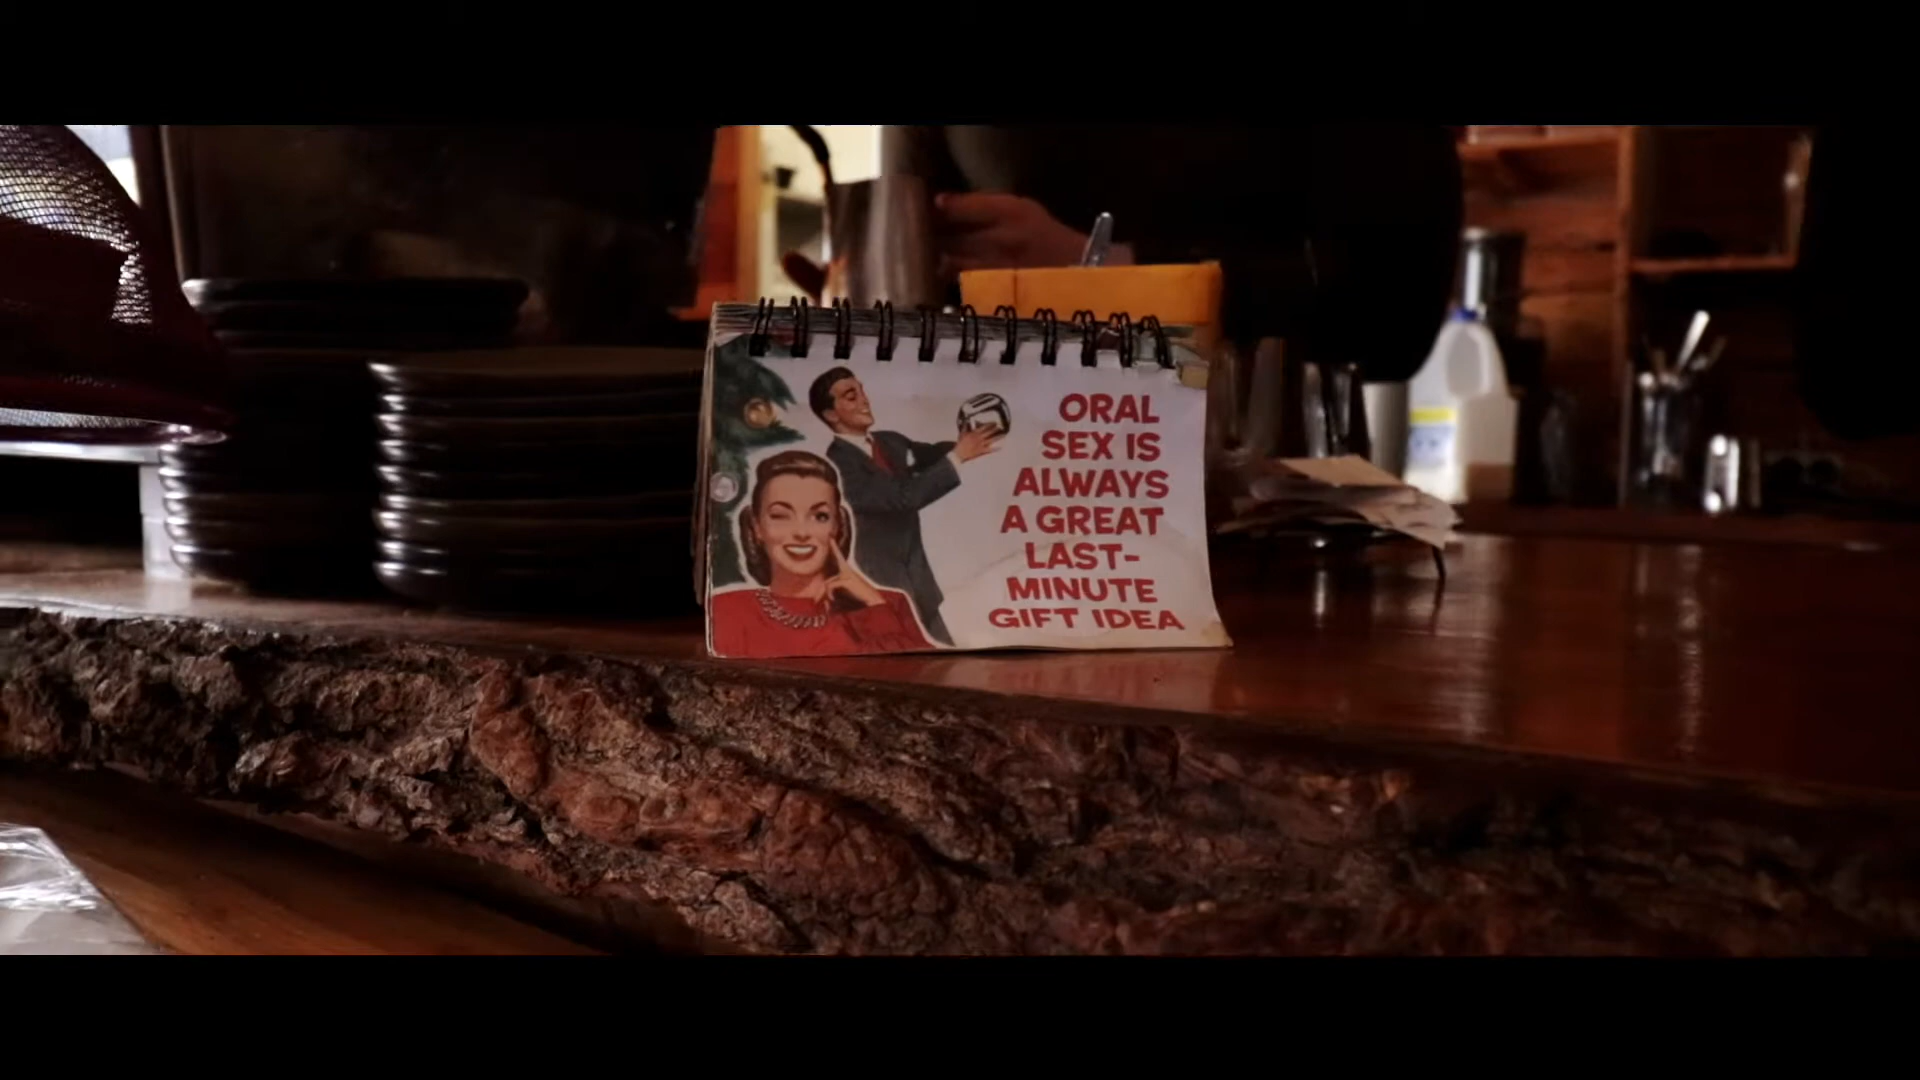 ORAL
SEX IS
ALWAYS
A GREAT
LAST-
MINUTE
GIFT IDEA